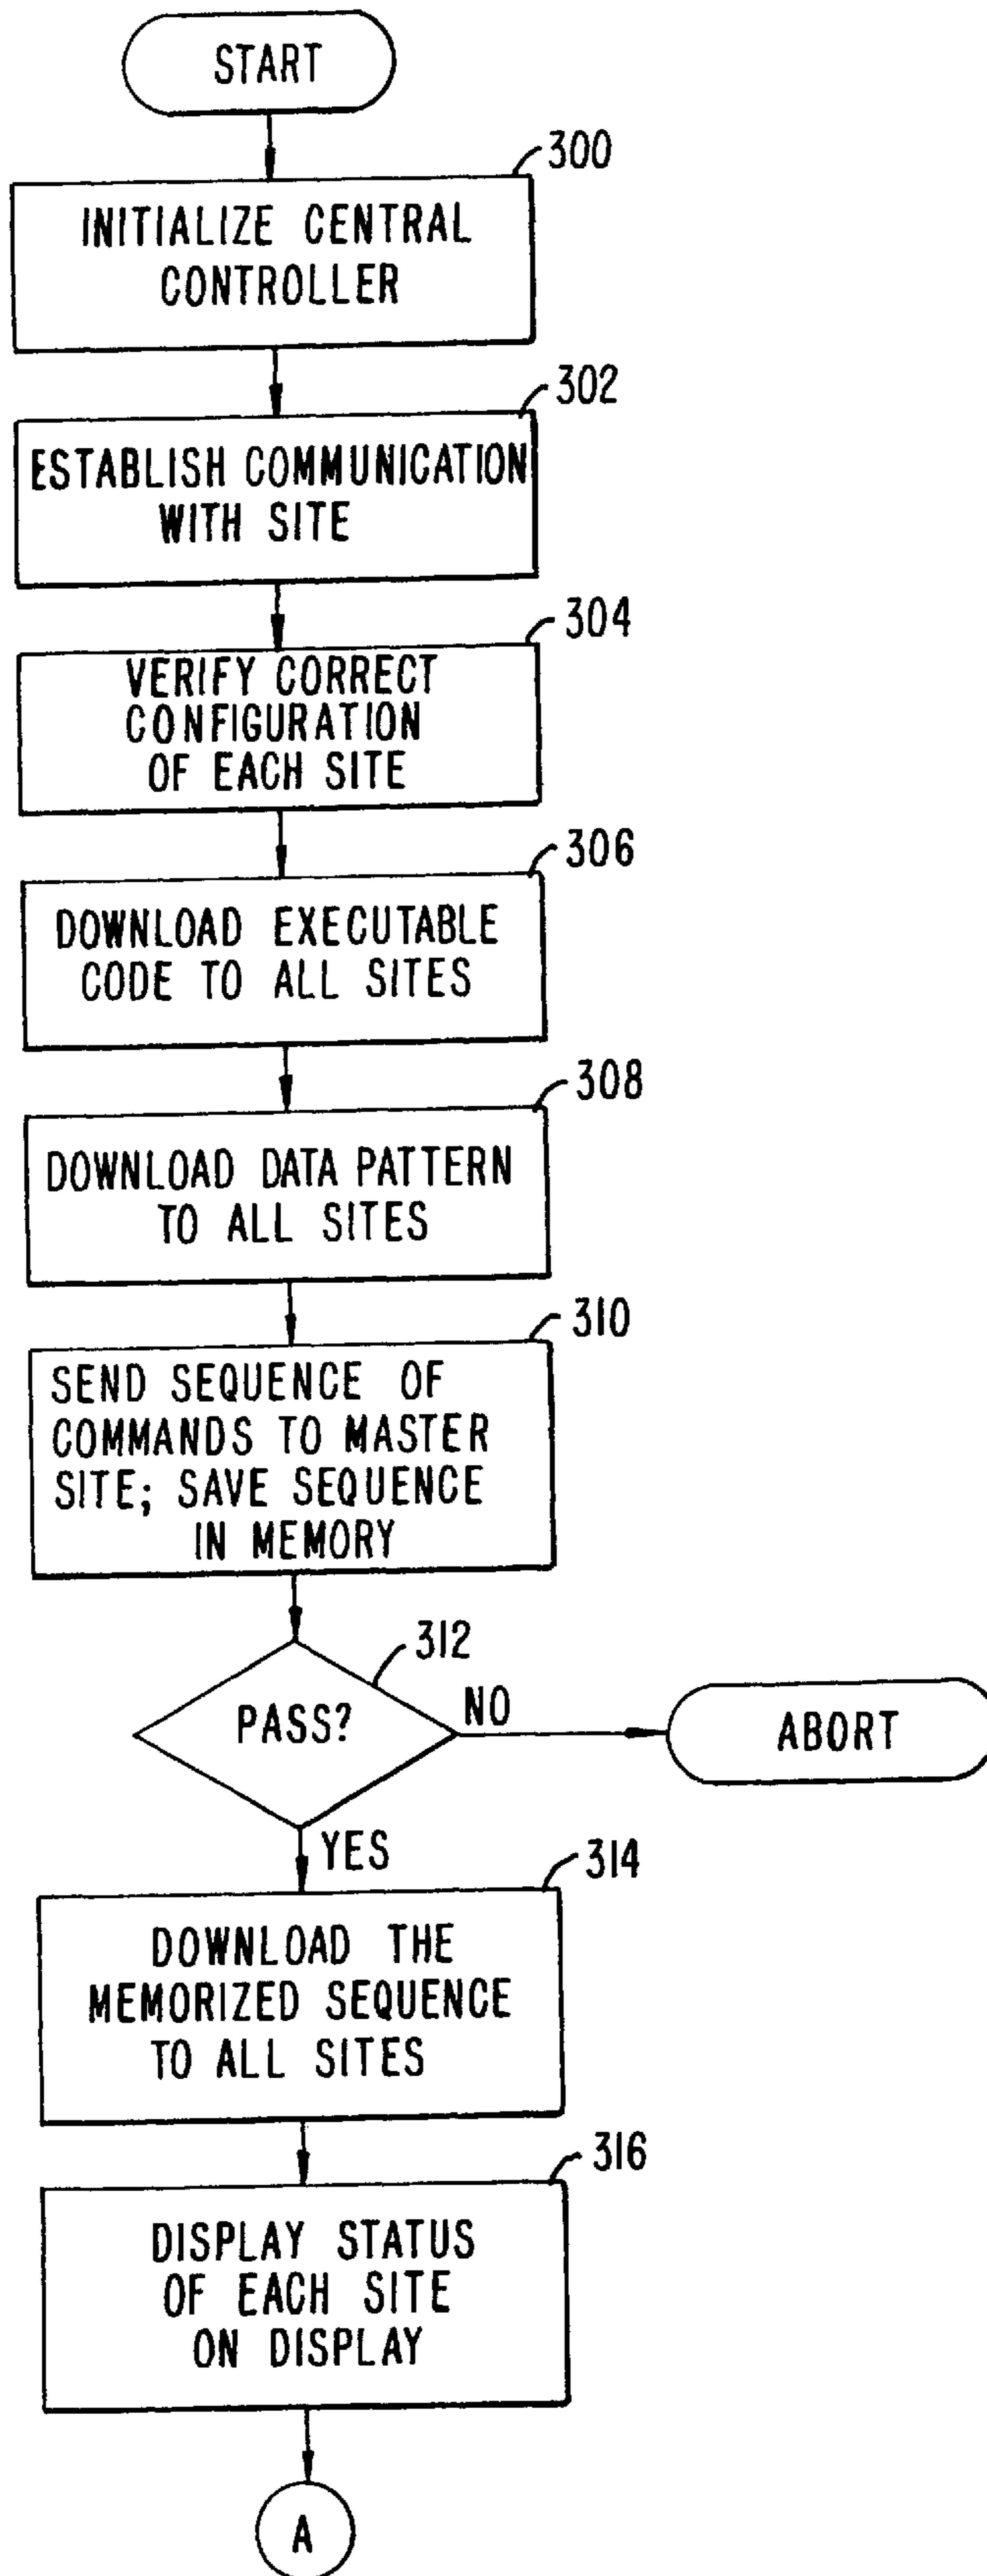 START
300
INITIALIZE CENTRAL
CONTROLLER
302
ESTABLISH COMMUNICATION
WITH SITE
304
VERIFY CORRECT
CONFIGURATION
OF EACH SITE
306
DOWNLOAD EXECUTABLE
CODE TO ALL SITES
308
DOWNLOAD DATA PATTERN
TO ALL SITES
310
SEND SEQUENCE OF
COMMANDS TO MASTER
SITE; SAVE SEQUENCE
IN MEMORY
312
PASS?
NO
ABORT
YES
314
DOWNLOAD THE
MEMORIZED SEQUENCE
TO ALL SITES
316
DISPLAY STATUS
OF EACH SITE
ON DISPLAY
A